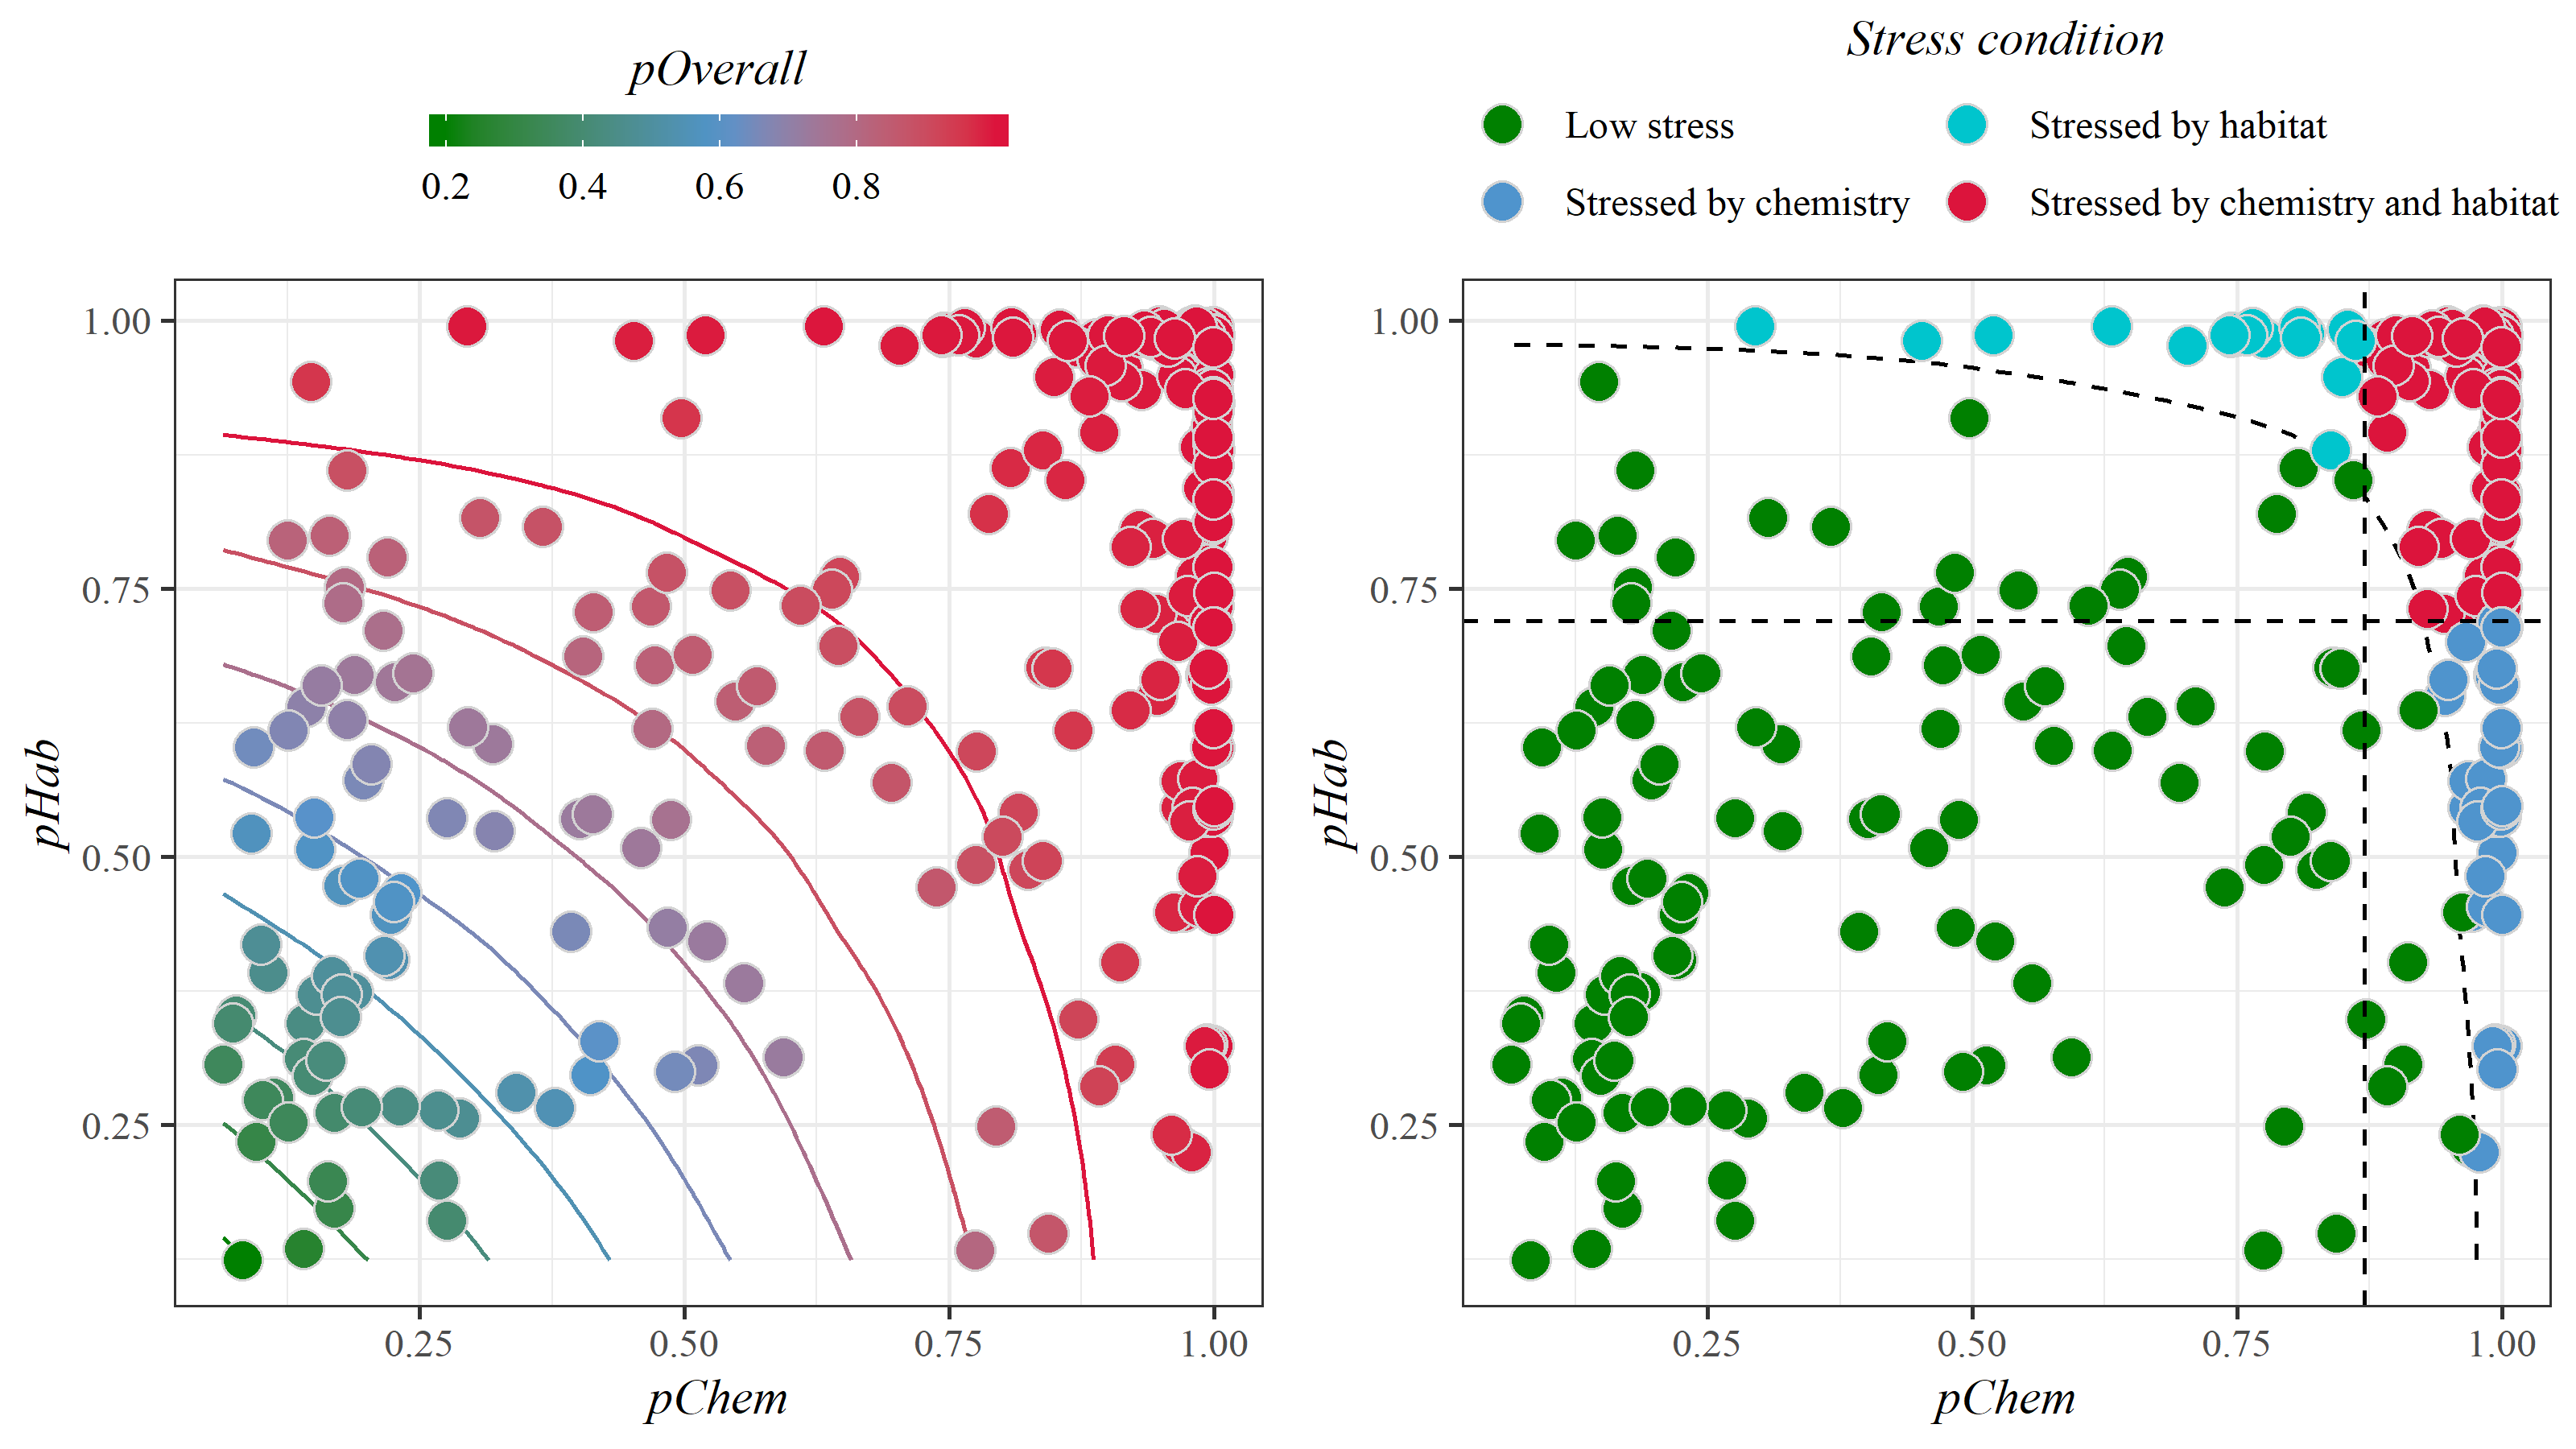 pOverall
0.2 0.4 0.6 0.8
1.00
0.75
0.50
0.25
pHab
0.25 0.50 0.75 1.00
pChem
Stress condition
Low stress
Stressed by habitat
Stressed by chemistry
Stressed by chemistry and habitat
1.00
0.75
0.50
0.25
pHab
0.25 0.50 0.75 1.00
pChem